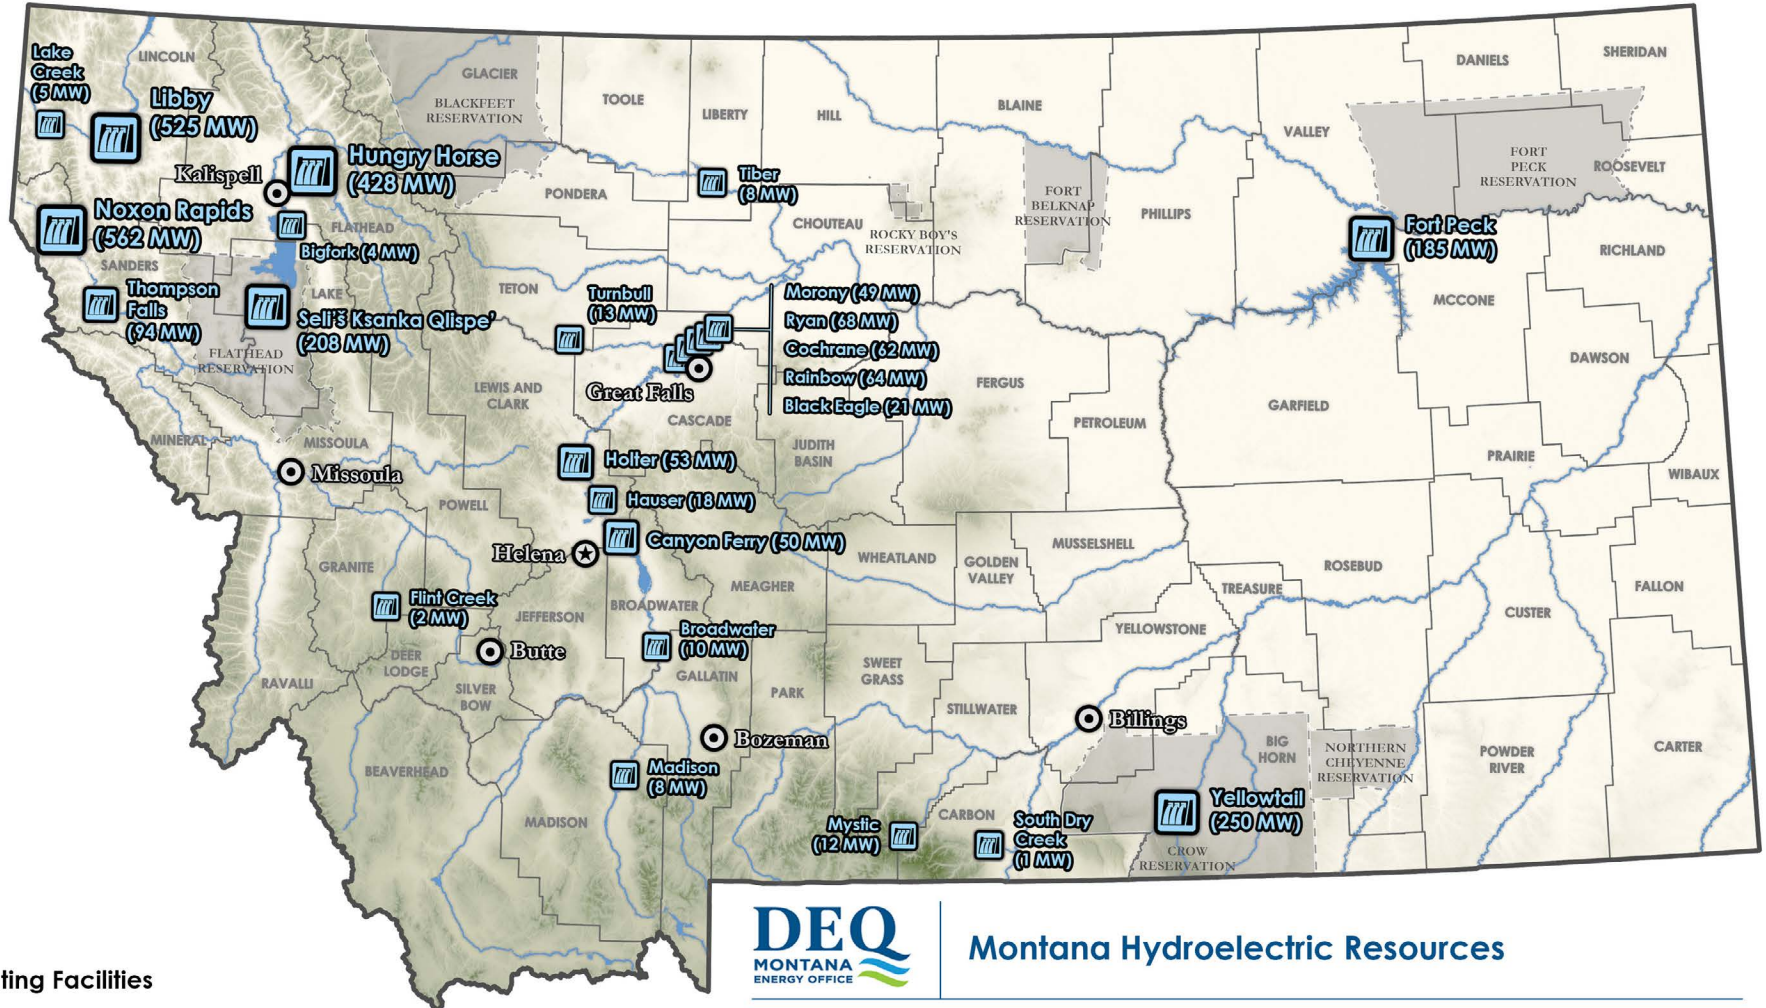 Lake
Creek
(5 MW)
LINCOLN
Libby
(525 MW)
Kalispell
Hungry Horse
(428 MW)
Noxon Rapids
(562 MW)
FLATHEAD
Bigfork (4 MW)
SANDERS
Thompson
Falls
(94 MW)
LAKE
Seli'š Ksanka Qlispe'
(208 MW)
FLATHEAD
RESERVATION
GLACIER
BLACKFEET
RESERVATION
TOOLE
LIBERTY
HILL
BLAINE
PONDERA
Tiber
(8 MW)
CHOUTEAU
ROCKY BOY'S
RESERVATION
FORT
BELKNAP
RESERVATION
PHILLIPS
VALLEY
DANIELS
SHERIDAN
FORT
PECK
RESERVATION
ROOSEVELT
Fort Peck
(185 MW)
RICHLAND
MCCONE
TETON
Turnbull
(13 MW)
Morony (49 MW)
Ryan (68 MW)
Cochrane (62 MW)
Rainbow (64 MW)
Black Eagle (21 MW)
Great Falls
LEWIS AND
CLARK
CASCADE
FERGUS
PETROLEUM
GARFIELD
DAWSON
JUDITH
BASIN
PRAIRIE
WIBAUX
MINERAL
MISSOULA
Missoula
Holter (53 MW)
Hauser (18 MW)
POWELL
Helena
Canyon Ferry (50 MW)
WHEATLAND
GOLDEN
VALLEY
MUSSELSHELL
ROSEBUD
TREASURE
FALLON
CUSTER
GRANITE
Flint Creek
(2 MW)
JEFFERSON
BROADWATER
MEAGHER
Broadwater
(10 MW)
YELLOWSTONE
Butte
DEER
LODGE
GALLATIN
SWEET
GRASS
RAVALLI
SILVER
BOW
PARK
STILLWATER
Billings
Bozeman
BIG
HORN
NORTHERN
CHEYENNE
RESERVATION
POWDER
RIVER
CARTER
BEAVERHEAD
Madison
(8 MW)
MADISON
Mystic
(12 MW)
CARBON
South Dry
Creek
(1 MW)
Yellowtail
(250 MW)
CROW
RESERVATION
DEQ
MONTANA
ENERGY OFFICE
Montana Hydroelectric Resources
ting Facilities